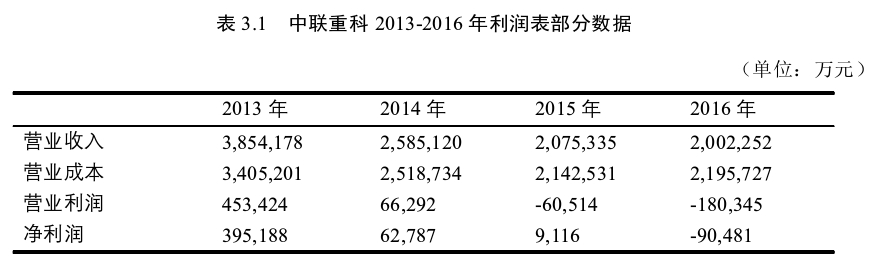 表 3.1 中联重科 2013-2016 年利润表部分数据
（单位：万元）
2013 年 2014 年 2015 年 2016 年
营业收入 3,854,178 2,585,120 2,075,335 2,002,252
营业成本 3,405,201 2,518,734 2,142,531 2,195,727
营业利润 453,424 66,292 -60,514 -180,345
净利润 395,188 62,787 9,116 -90,481